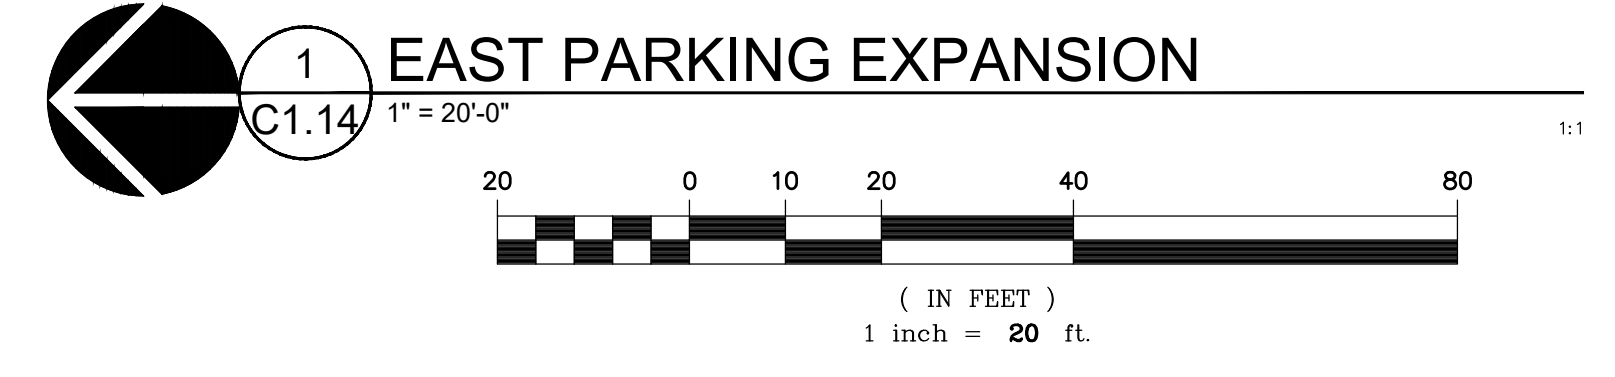 1 EAST PARKING EXPANSION
C1.14 1" = 20'-0"
1:1
20 0 10 20 40 80
( IN FEET )
1 inch = 20 ft.